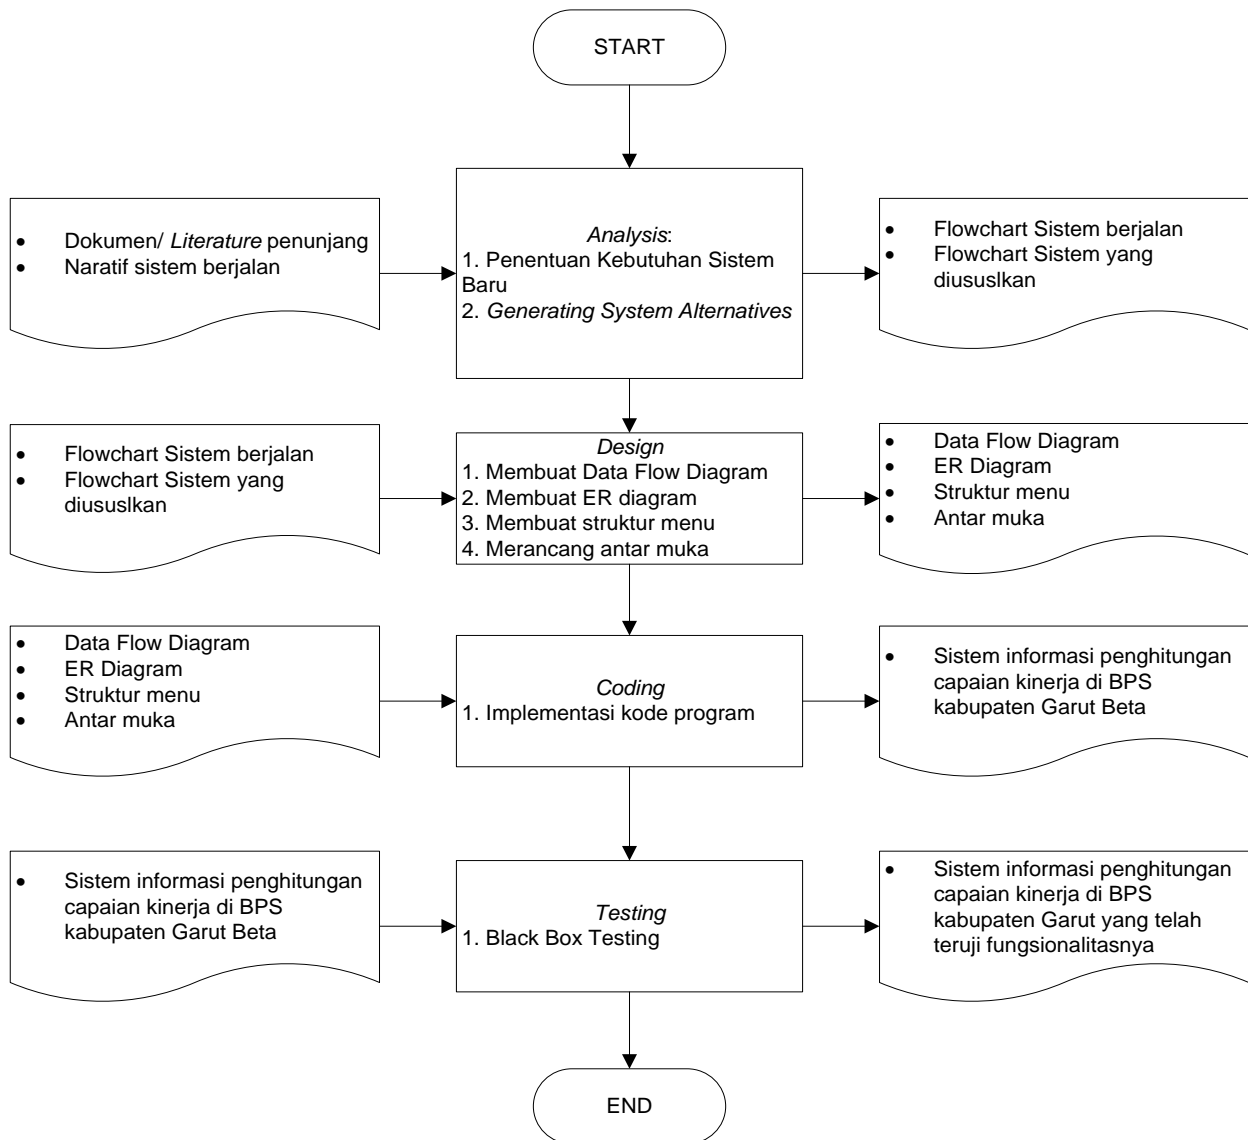 START
• Dokumen/ Literature penunjang
• Naratif sistem berjalan
Analysis:
1. Penentuan Kebutuhan Sistem
Baru
2. Generating System Alternatives
• Flowchart Sistem berjalan
• Flowchart Sistem yang
diususlkan
• Flowchart Sistem berjalan
• Flowchart Sistem yang
diususlkan
Design
1. Membuat Data Flow Diagram
2. Membuat ER diagram
3. Membuat struktur menu
4. Merancang antar muka
• Data Flow Diagram
• ER Diagram
• Struktur menu
• Antar muka
• Data Flow Diagram
• ER Diagram
• Struktur menu
• Antar muka
Coding
1. Implementasi kode program
• Sistem informasi penghitungan
capaian kinerja di BPS
kabupaten Garut Beta
• Sistem informasi penghitungan
capaian kinerja di BPS
kabupaten Garut Beta
Testing
1. Black Box Testing
• Sistem informasi penghitungan
capaian kinerja di BPS
kabupaten Garut yang telah
teruji fungsionalitasnya
END